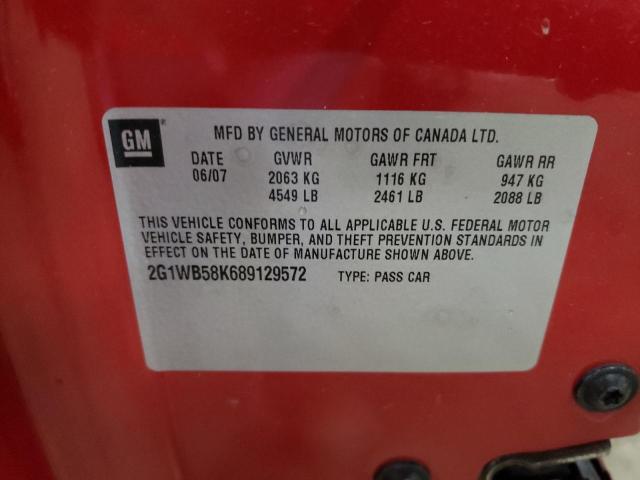 GM
MFD BY GENERAL MOTORS OF CANADA LTD.
DATE GVWR GAWR FRT GAWR RR
06/07 2063 KG 1116 KG 947 KG
4549 LB 2461 LB 2088 LB
THIS VEHICLE CONFORMS TO ALL APPLICABLE U.S. FEDERAL MOTOR
VEHICLE SAFETY, BUMPER, AND THEFT PREVENTION STANDARDS IN
EFFECT ON THE DATE OF MANUFACTURE SHOWN ABOVE.
2G1WB58K689129572 TYPE: PASS CAR